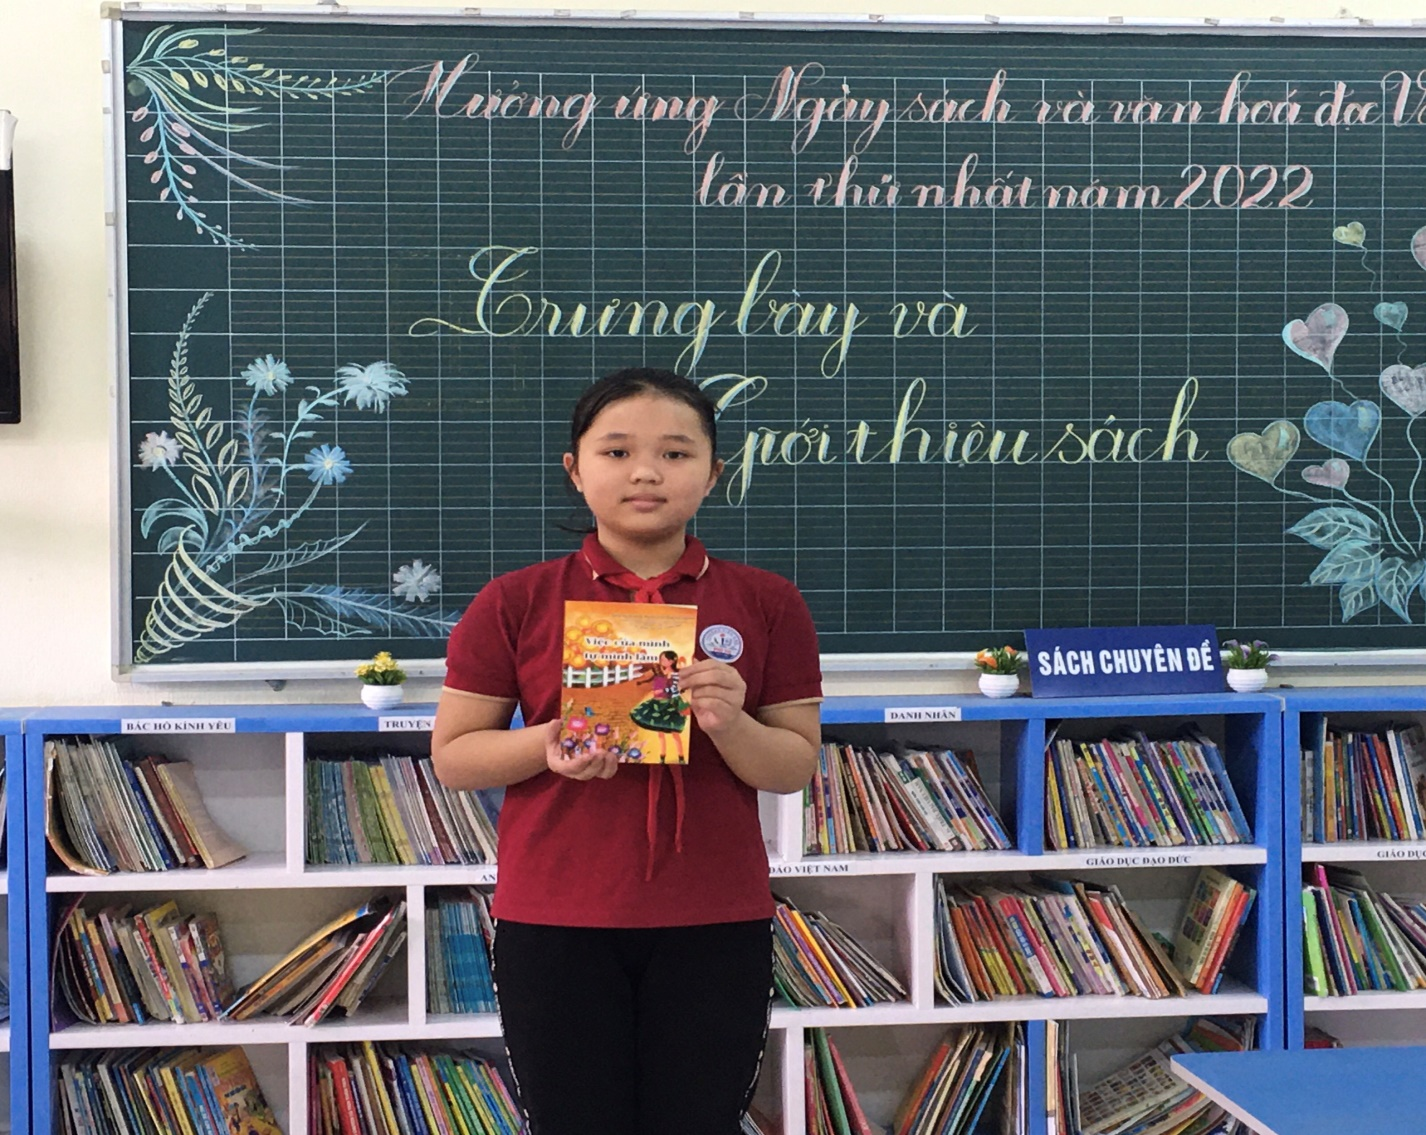 Hưởng ứng Ngày sách và văn hoá đọc V
lần thứ nhất năm 2022
Trưng bày và
Giới thiệu sách
Việc của mình
tự mình làm
SÁCH CHUYÊN ĐỀ
BÁC HỒ KÍNH YÊU
TRUYỆN
DANH NHÂN
ĐẢO VIỆT NAM
GIÁO DỤC ĐẠO ĐỨC
GIÁO DỤ